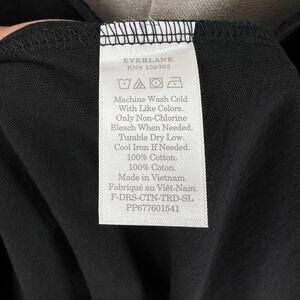 EVERLANE
RN# 139393
Machine Wash Cold
With Like Colors.
Only Non-Chlorine
Bleach When Needed.
Tumble Dry Low.
Cool Iron If Needed.
100% Cotton.
100% Coton.
Made in Vietnam.
Fabriqué au Viêt-Nam.
F-DRS-CTN-TRD-SL
PP677601541